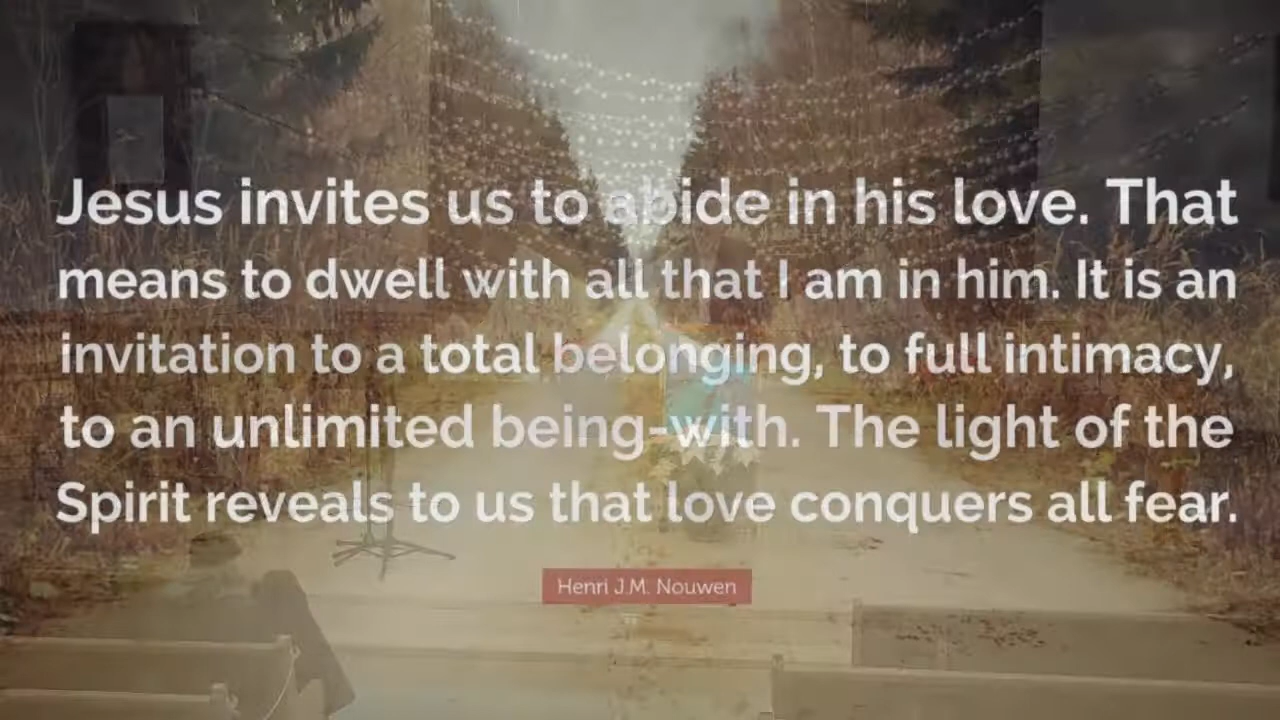 Jesus invites us to abide in his love. That
means to dwell with all that I am in him. It is an
invitation to a total belonging, to full intimacy,
to an unlimited being-with. The light of the
Spirit reveals to us that love conquers all fear.
Henri J.M. Nouwen